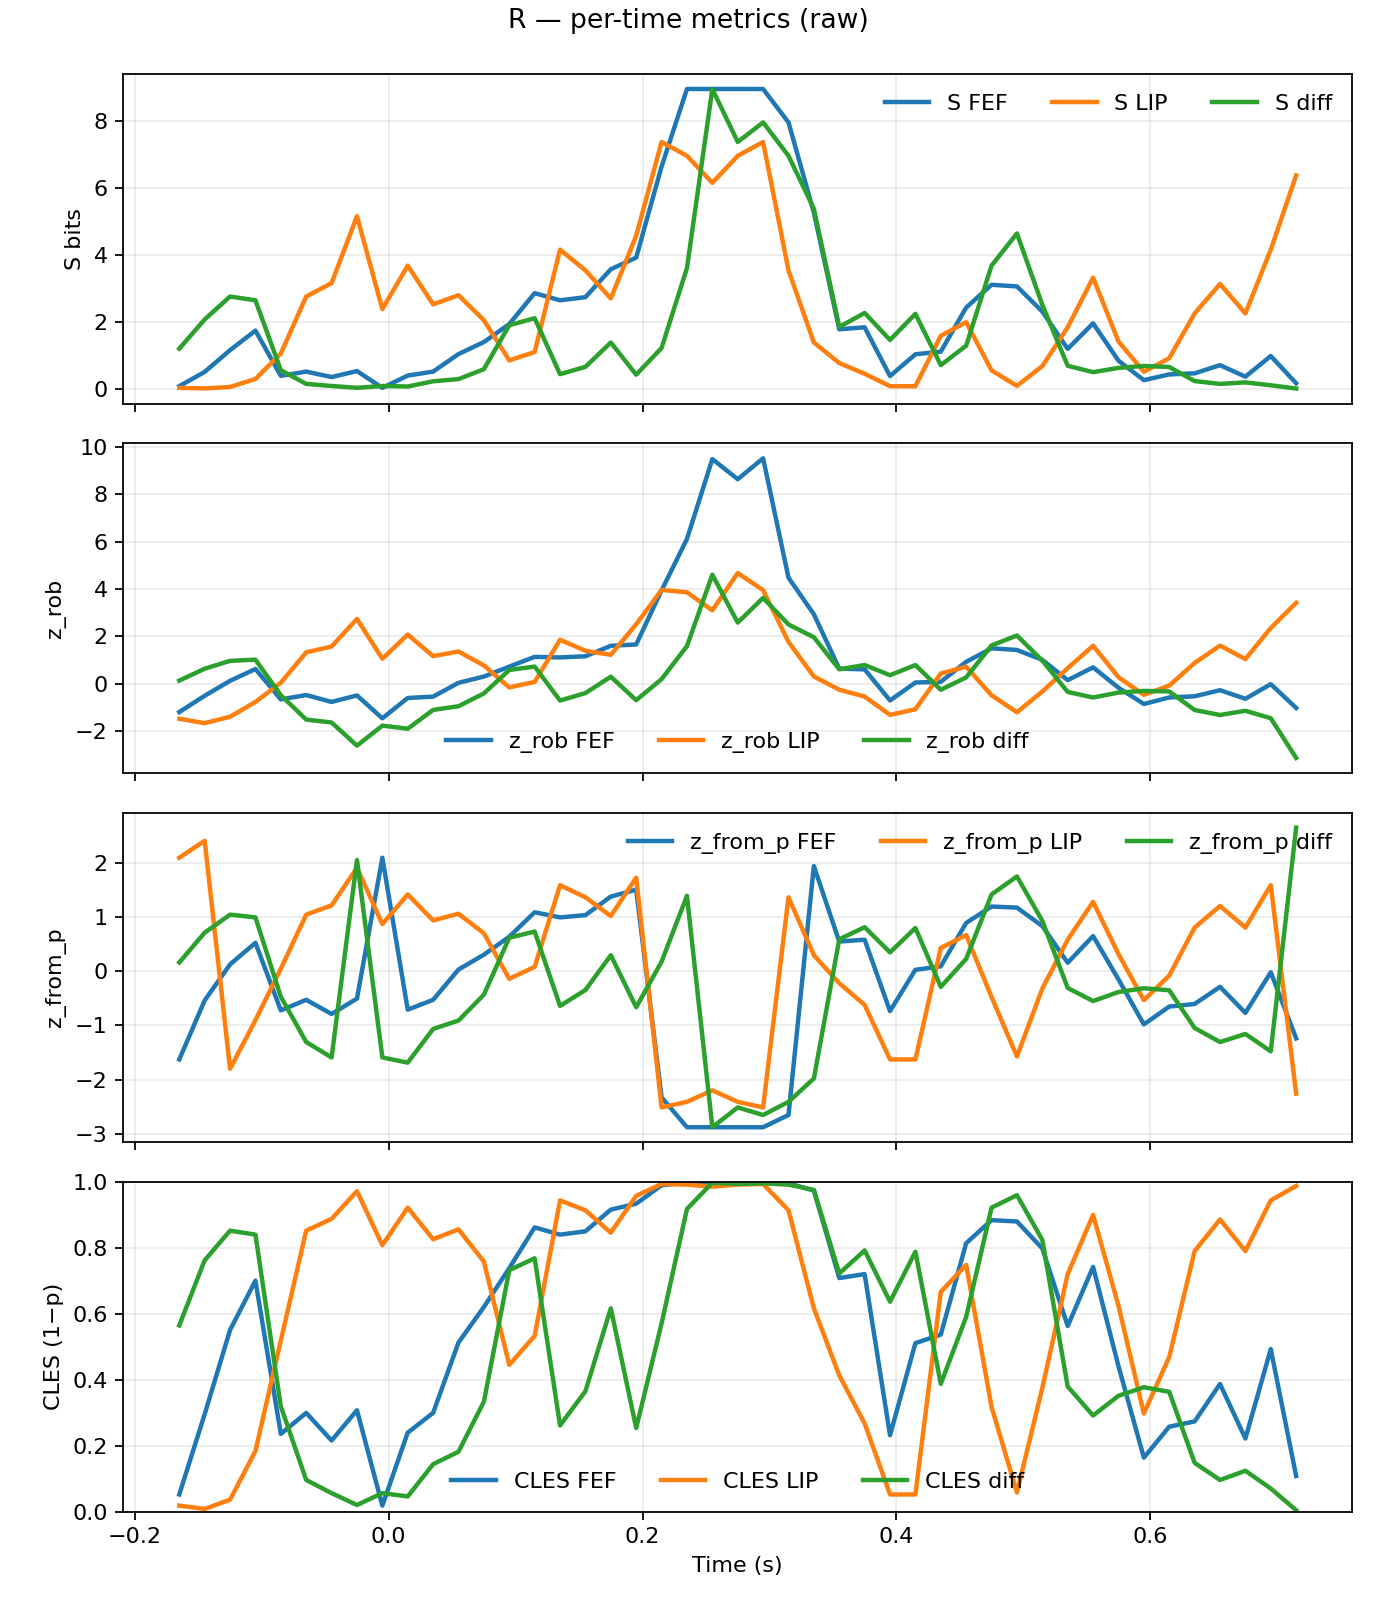 R — per-time metrics (raw)
S FEF S LIP S diff
8
6
4
2
0
S bits
10
8
6
4
2
0
−2
z_rob
z_rob FEF z_rob LIP z_rob diff
z_from_p FEF z_from_p LIP z_from_p diff
2
1
0
−1
−2
−3
z_from_p
1.0
0.8
0.6
0.4
0.2
0.0
CLES (1−p)
CLES FEF CLES LIP CLES diff
−0.2 0.0 0.2 0.4 0.6
Time (s)